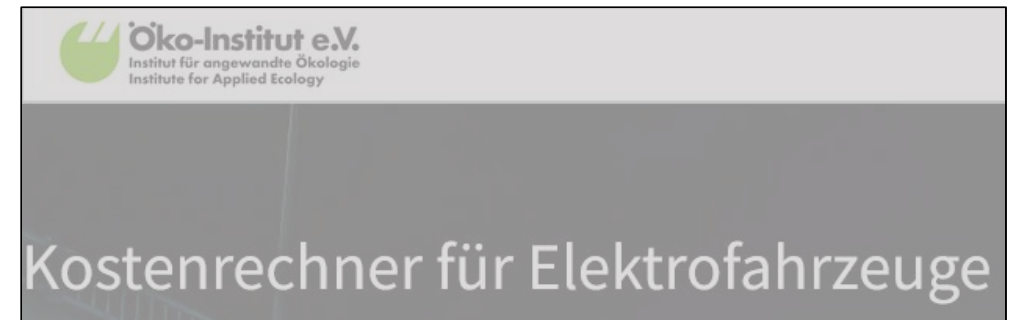 Öko-Institut e.V.
Institut für angewandte Ökologie
Institute for Applied Ecology
Kostenrechner für Elektrofahrzeuge